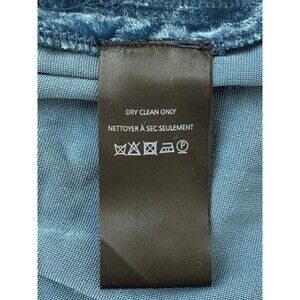 DRY CLEAN ONLY
NETTOYER À SEC SEULEMENT
P